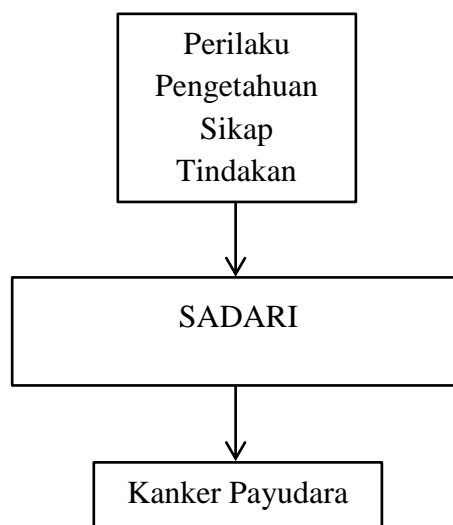 Perilaku
Pengetahuan
Sikap
Tindakan
SADARI
Kanker Payudara